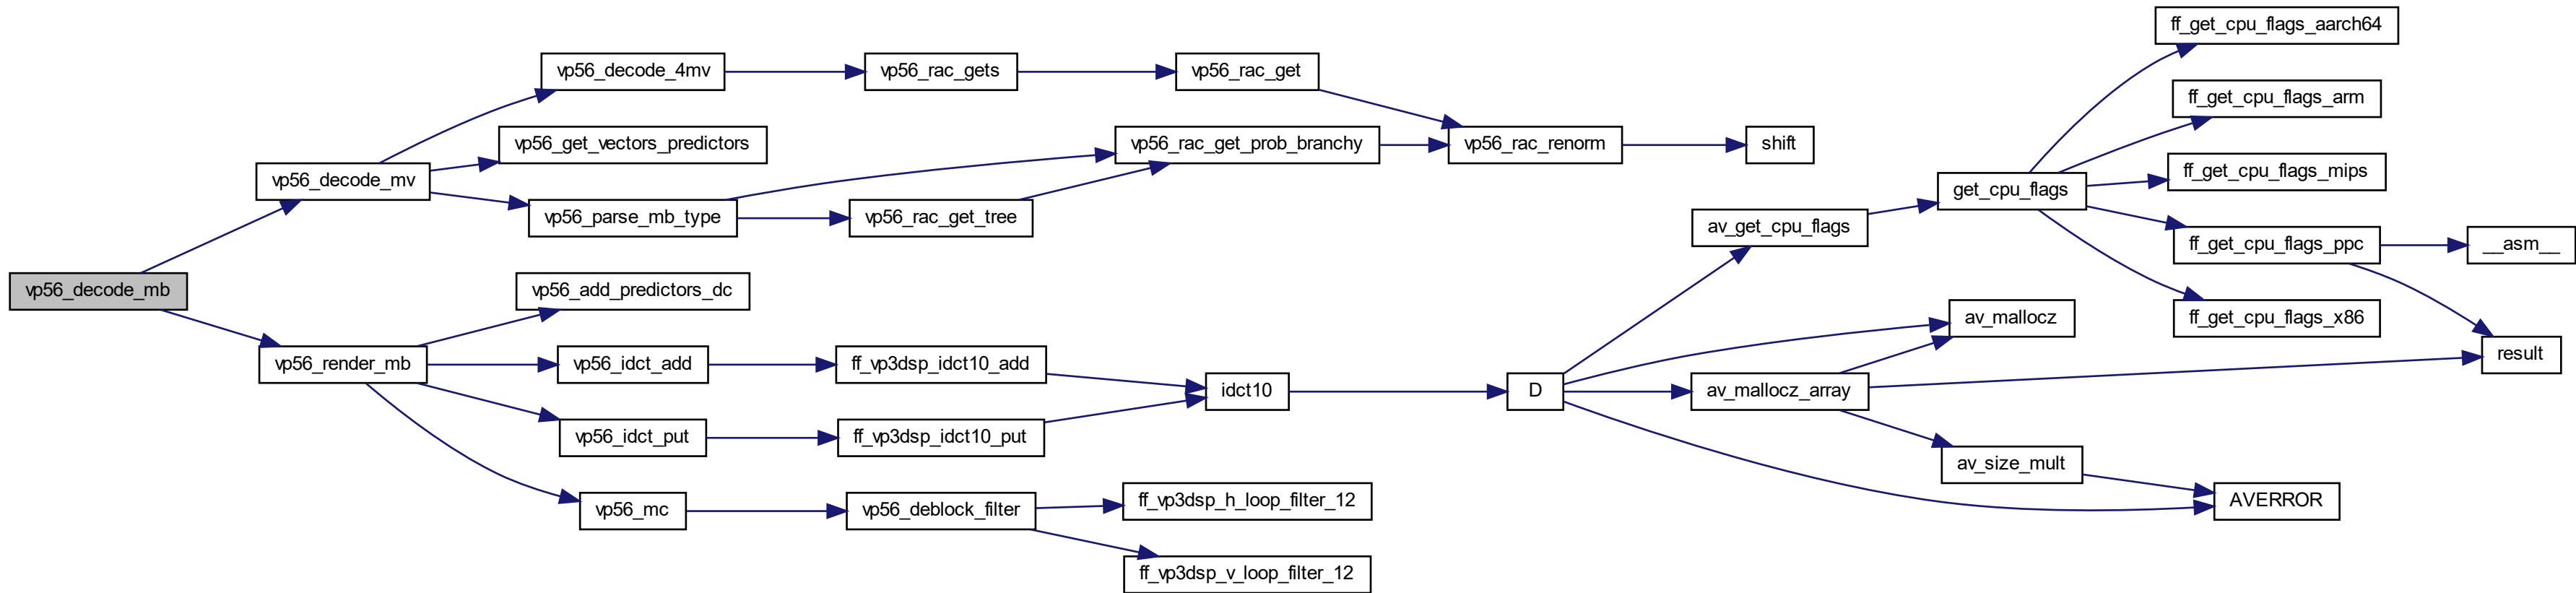 vp56_decode_mb
vp56_decode_mv
vp56_render_mb
vp56_decode_4mv
vp56_get_vectors_predictors
vp56_parse_mb_type
vp56_add_predictors_dc
vp56_idct_add
vp56_idct_put
vp56_mc
vp56_rac_gets
vp56_rac_get_tree
ff_vp3dsp_idct10_add
ff_vp3dsp_idct10_put
vp56_deblock_filter
vp56_rac_get
vp56_rac_get_prob_branchy
idct10
ff_vp3dsp_h_loop_filter_12
ff_vp3dsp_v_loop_filter_12
vp56_rac_renorm
D
shift
av_get_cpu_flags
av_mallocz_array
get_cpu_flags
av_mallocz
av_size_mult
ff_get_cpu_flags_aarch64
ff_get_cpu_flags_arm
ff_get_cpu_flags_mips
ff_get_cpu_flags_ppc
ff_get_cpu_flags_x86
AVERROR
__asm__
result